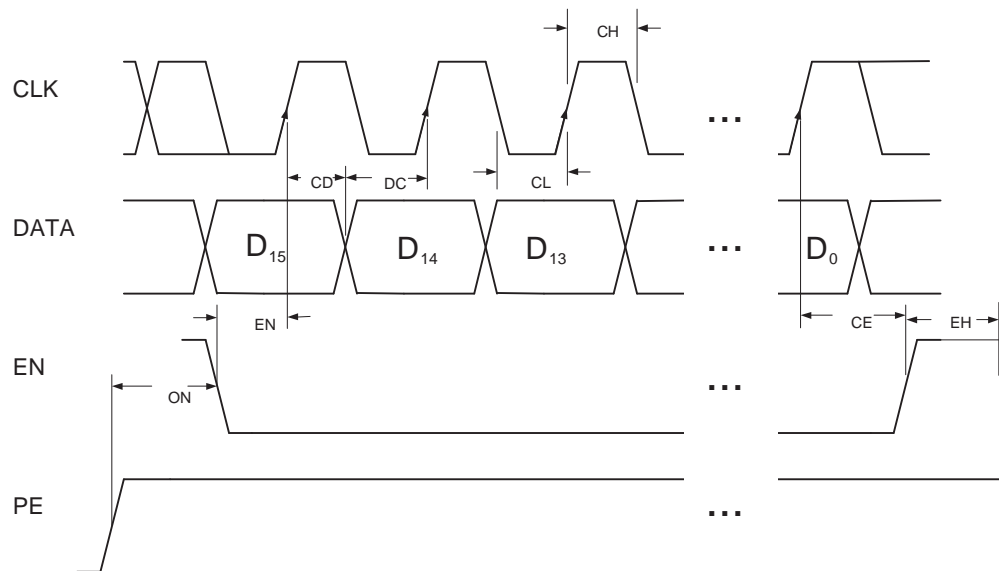 CH
CLK
...
CD
DC
CL
DATA
D15
D14
D13
...
D0
EN
CE
EH
EN
ON
...
PE
...